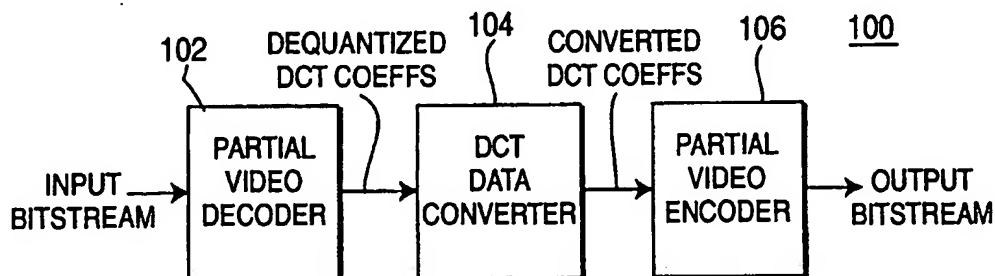 102
DEQUANTIZED
DCT COEFFS
104
CONVERTED
DCT COEFFS
106
100
INPUT
BITSTREAM
PARTIAL
VIDEO
DECODER
DCT
DATA
CONVERTER
PARTIAL
VIDEO
ENCODER
OUTPUT
BITSTREAM